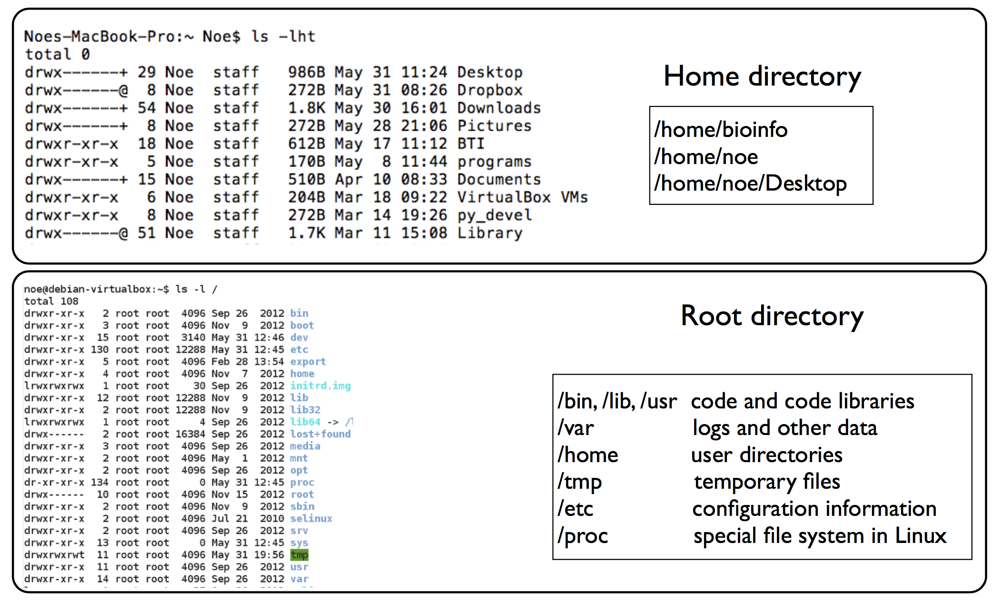 Noes-MacBook-Pro:~ Noe$ ls -lht
total 0
drwx------+ 29 Noe  staff   986B May 31 11:24 Desktop
drwx------@  8 Noe  staff   272B May 31 08:26 Dropbox
drwx------+ 54 Noe  staff   1.8K May 30 16:01 Downloads
drwx------+  8 Noe  staff   272B May 28 21:06 Pictures
drwxr-xr-x  18 Noe  staff   612B May 17 11:12 BTI
drwxr-xr-x   5 Noe  staff   170B May  8 11:44 programs
drwx------+ 15 Noe  staff   510B Apr 10 08:33 Documents
drwxr-xr-x   6 Noe  staff   204B Mar 18 09:22 VirtualBox VMs
drwxr-xr-x   8 Noe  staff   272B Mar 14 19:26 py_devel
drwx------@ 51 Noe  staff   1.7K Mar 11 15:08 Library
Home directory
/home/bioinfo
/home/noe
/home/noe/Desktop
noe@debian-virtualbox:~$ ls -l /
total 108
drwxr-xr-x   2 root root  4096 Sep 26  2012 bin
drwxr-xr-x   3 root root  4096 Nov  9  2012 boot
drwxr-xr-x  15 root root  3140 May 31 12:46 dev
drwxr-xr-x 130 root root 12288 May 31 12:45 etc
drwxr-xr-x   5 root root  4096 Feb 28 13:54 export
drwxr-xr-x   4 root root  4096 Nov  7  2012 home
lrwxrwxrwx   1 root root    30 Sep 26  2012 initrd.img
drwxr-xr-x  12 root root 12288 Nov  9  2012 lib
drwxr-xr-x   2 root root 12288 Nov  9  2012 lib32
lrwxrwxrwx   1 root root     4 Sep 26  2012 lib64 -> /l
drwx------   2 root root 16384 Sep 26  2012 lost+found
drwxr-xr-x   3 root root  4096 Sep 26  2012 media
drwxr-xr-x   2 root root  4096 May  1  2012 mnt
drwxr-xr-x   2 root root  4096 Sep 26  2012 opt
dr-xr-xr-x 134 root root     0 May 31 12:45 proc
drwx------  10 root root  4096 Nov 15  2012 root
drwxr-xr-x   2 root root  4096 Nov  9  2012 sbin
drwxr-xr-x   2 root root  4096 Jul 21  2010 selinux
drwxr-xr-x   2 root root  4096 Sep 26  2012 srv
drwxr-xr-x  13 root root     0 May 31 12:45 sys
drwxrwxrwt  11 root root  4096 May 31 19:56 tmp
drwxr-xr-x  11 root root  4096 Sep 26  2012 usr
drwxr-xr-x  14 root root  4096 Sep 26  2012 var
Root directory
/bin, /lib, /usr  code and code libraries
/var  logs and other data
/home  user directories
/tmp  temporary files
/etc  configuration information
/proc  special file system in Linux